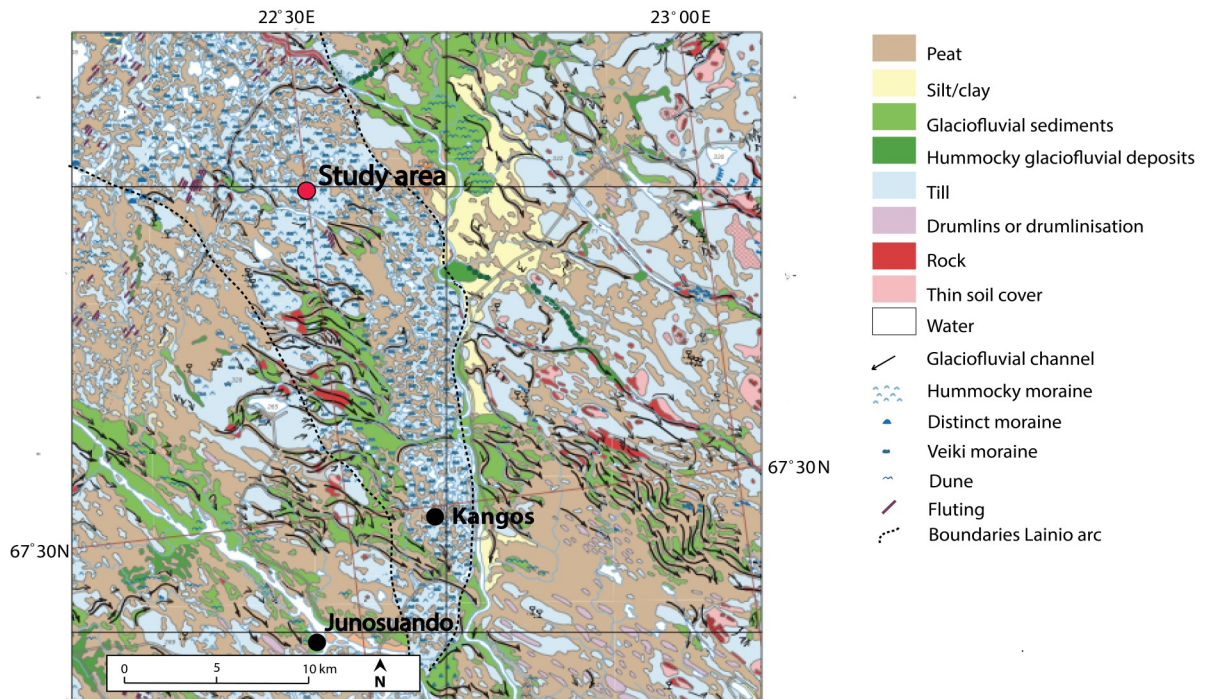 22°30E
23°00E
Study area
67°30N
Kangos
67°30N
Junosuando
0 5 10 km
N
Peat
Silt/clay
Glaciofluvial sediments
Hummocky glaciofluvial deposits
Till
Drumlins or drumlinisation
Rock
Thin soil cover
Water
Glaciofluvial channel
Hummocky moraine
Distinct moraine
Veiki moraine
Dune
Fluting
Boundaries Lainio arc